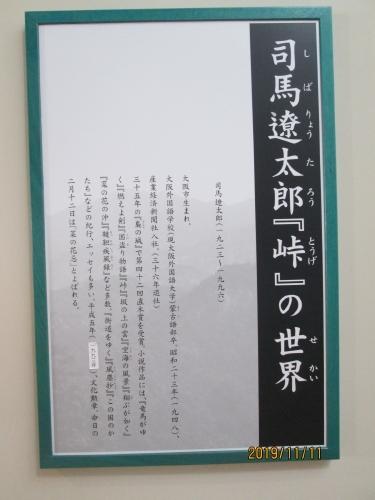 司馬遼太郎『峠』の世界
しばりょうたろう とうげ せかい
司馬遼太郎(一九二三~一九九六)
大阪市生まれ。
大阪外国語学校(現大阪外国語大学)蒙古語部卒。昭和二十三年(一九四八)、
産業経済新聞社入社。(三十六年退社)
三十五年の『梟の城』で第四十二回直木賞を受賞。小説作品には、『竜馬がゆ
く』『燃えよ剣』『国盗り物語』『峠』『坂の上の雲』『空海の風景』『翔ぶが如く』
『菜の花の沖』『韃靼疾風録』など多数。『街道をゆく』『風塵抄』『この国のか
たち』などの紀行、エッセイも多い。平成五年(一九九三年)、文化勲章。命日の
二月十二日は「菜の花忌」とよばれる。
2019/11/11